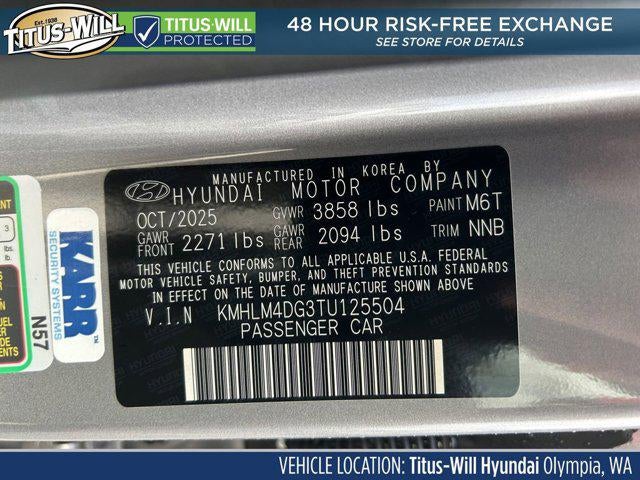 Est.1938
TITUS-WILL
TITUS-WILL
PROTECTED
48 HOUR RISK-FREE EXCHANGE
SEE STORE FOR DETAILS
MANUFACTURED IN KOREA BY
HYUNDAI MOTOR COMPANY
OCT/2025 GVWR 3858 lbs PAINT M6T
GAWR FRONT 2271 lbs GAWR REAR 2094 lbs TRIM NNB
THIS VEHICLE CONFORMS TO ALL APPLICABLE U.S.A. FEDERAL
MOTOR VEHICLE SAFETY, BUMPER, AND THEFT PREVENTION STANDARDS
IN EFFECT ON THE DATE OF MANUFACTURE SHOWN ABOVE.
V.I.N KMHLM4DG3TU125504
PASSENGER CAR
KARR™
SECURITY SYSTEMS
N57
3
lbs.
VEHICLE LOCATION: Titus-Will Hyundai Olympia, WA